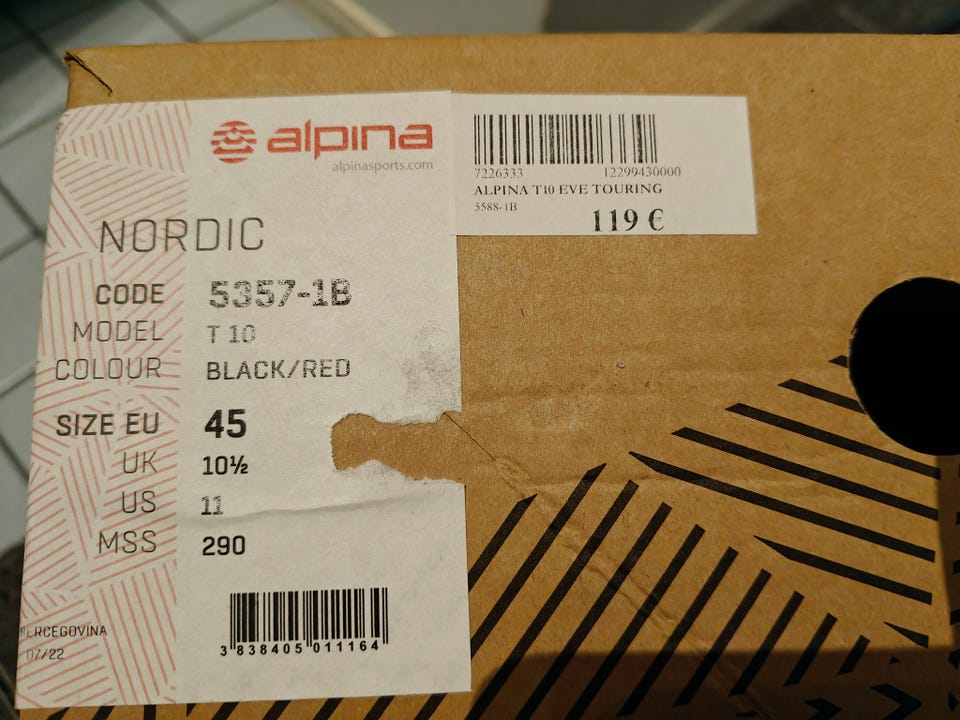 alpina
alpinasports.com
NORDIC
CODE 5357-1B
MODEL T 10
COLOUR BLACK/RED
SIZE EU 45
UK 10½
US 11
MSS 290
3 838405 011164
HERCEGOVINA
07/22
7226333 12299430000
ALPINA T10 EVE TOURING
5588-1B
119 €